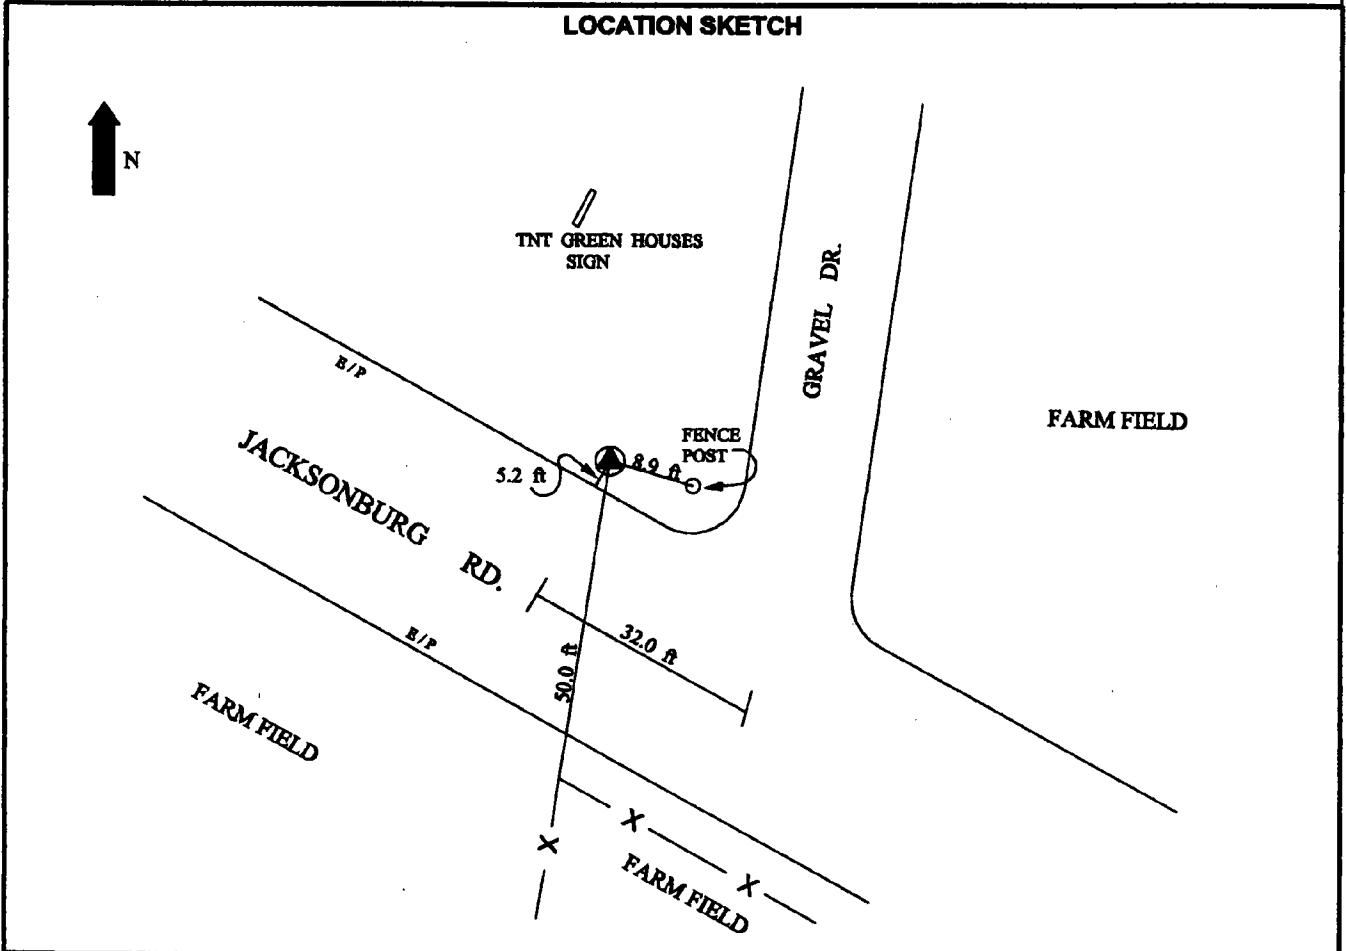 LOCATION SKETCH
N
TNT GREEN HOUSES
SIGN
GRAVEL DR.
E/P
FARM FIELD
FENCE
POST
8.9 ft
5.2 ft
JACKSONBURG RD.
32.0 ft
E/P
50.0 ft
FARM FIELD
X
X
X
FARM FIELD